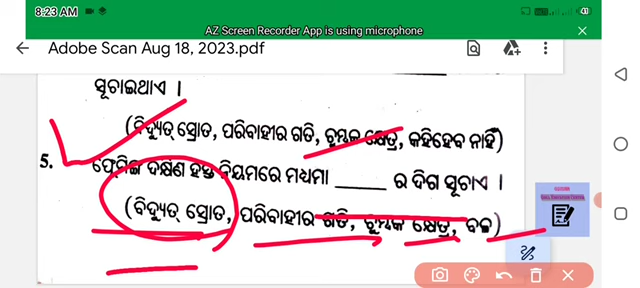 8:23 AM
AZ Screen Recorder App is using microphone
Adobe Scan Aug 18, 2023.pdf
ସୂଚାଇଥାଏ ।
(ବିଦ୍ୟୁତ୍ ସ୍ରୋତ, ପରିବାହୀର ଗତି, ଚୁମ୍ବକ କ୍ଷେତ୍ର, କହିହେବ ନାହିଁ)
5. ଫ୍ଲେମିଙ୍ଗ ଦକ୍ଷିଣ ହସ୍ତ ନିୟମରେ ମଧ୍ୟମା ____ ର ଦିଗ ସୂଚାଏ ।
(ବିଦ୍ୟୁତ୍ ସ୍ରୋତ, ପରିବାହୀର ଗତି, ଚୁମ୍ବକ କ୍ଷେତ୍ର, ବଳ)